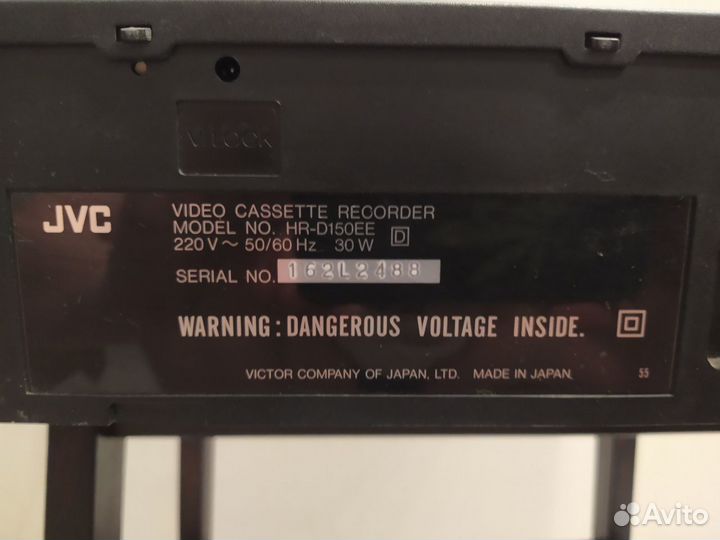 V LOCK
JVC
VIDEO CASSETTE RECORDER
MODEL NO. HR-D150EE D
220 V ~ 50/60 Hz 30 W
SERIAL NO. 162L2488
WARNING: DANGEROUS VOLTAGE INSIDE.
VICTOR COMPANY OF JAPAN, LTD. MADE IN JAPAN 55
Avito